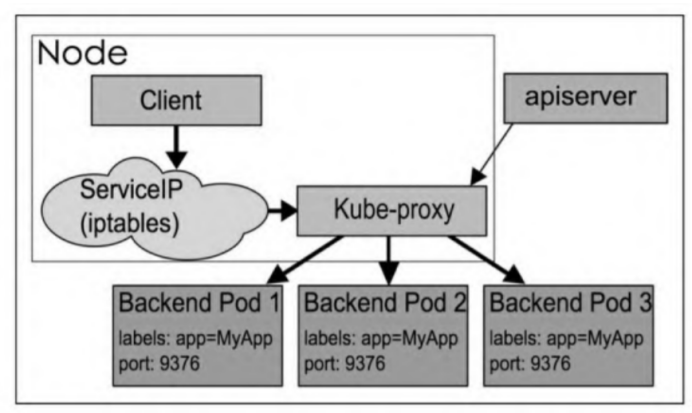 Node
Client
apiserver
ServiceIP
(iptables)
Kube-proxy
Backend Pod 1
labels: app=MyApp
port: 9376
Backend Pod 2
labels: app=MyApp
port: 9376
Backend Pod 3
labels: app=MyApp
port: 9376